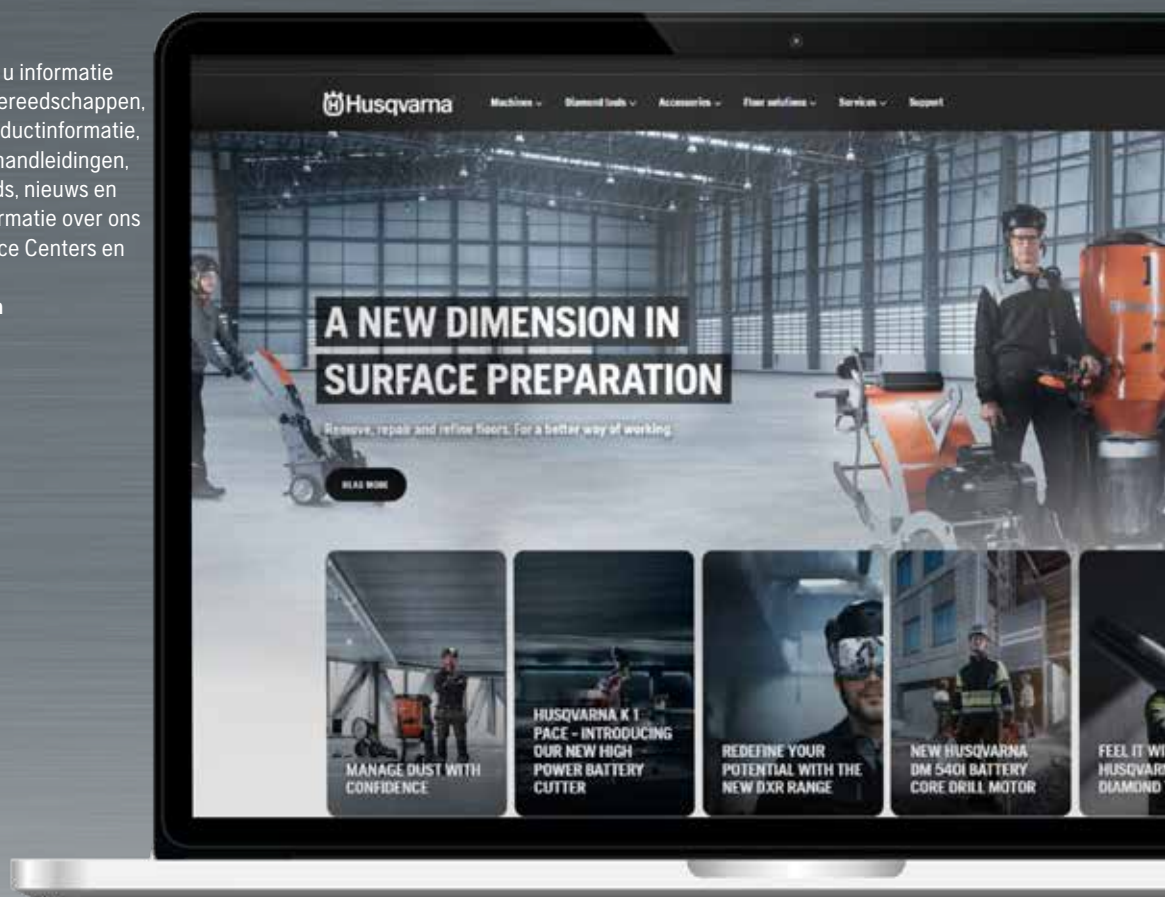 u informatie
ereedschappen,
ductinformatie,
handleidingen,
ds, nieuws en
rmatie over ons
ce Centers en
Husqvarna
Machines Diamond tools Accessories Floor solutions Services Support
A NEW DIMENSION IN
SURFACE PREPARATION
Remove, repair and refine floors. For a better way of working.
READ MORE
MANAGE DUST WITH
CONFIDENCE
HUSQVARNA K 1
PACE - INTRODUCING
OUR NEW HIGH
POWER BATTERY
CUTTER
REDEFINE YOUR
POTENTIAL WITH THE
NEW DXR RANGE
NEW HUSQVARNA
DM 540I BATTERY
CORE DRILL MOTOR
FEEL IT WI
HUSQVARN
DIAMOND